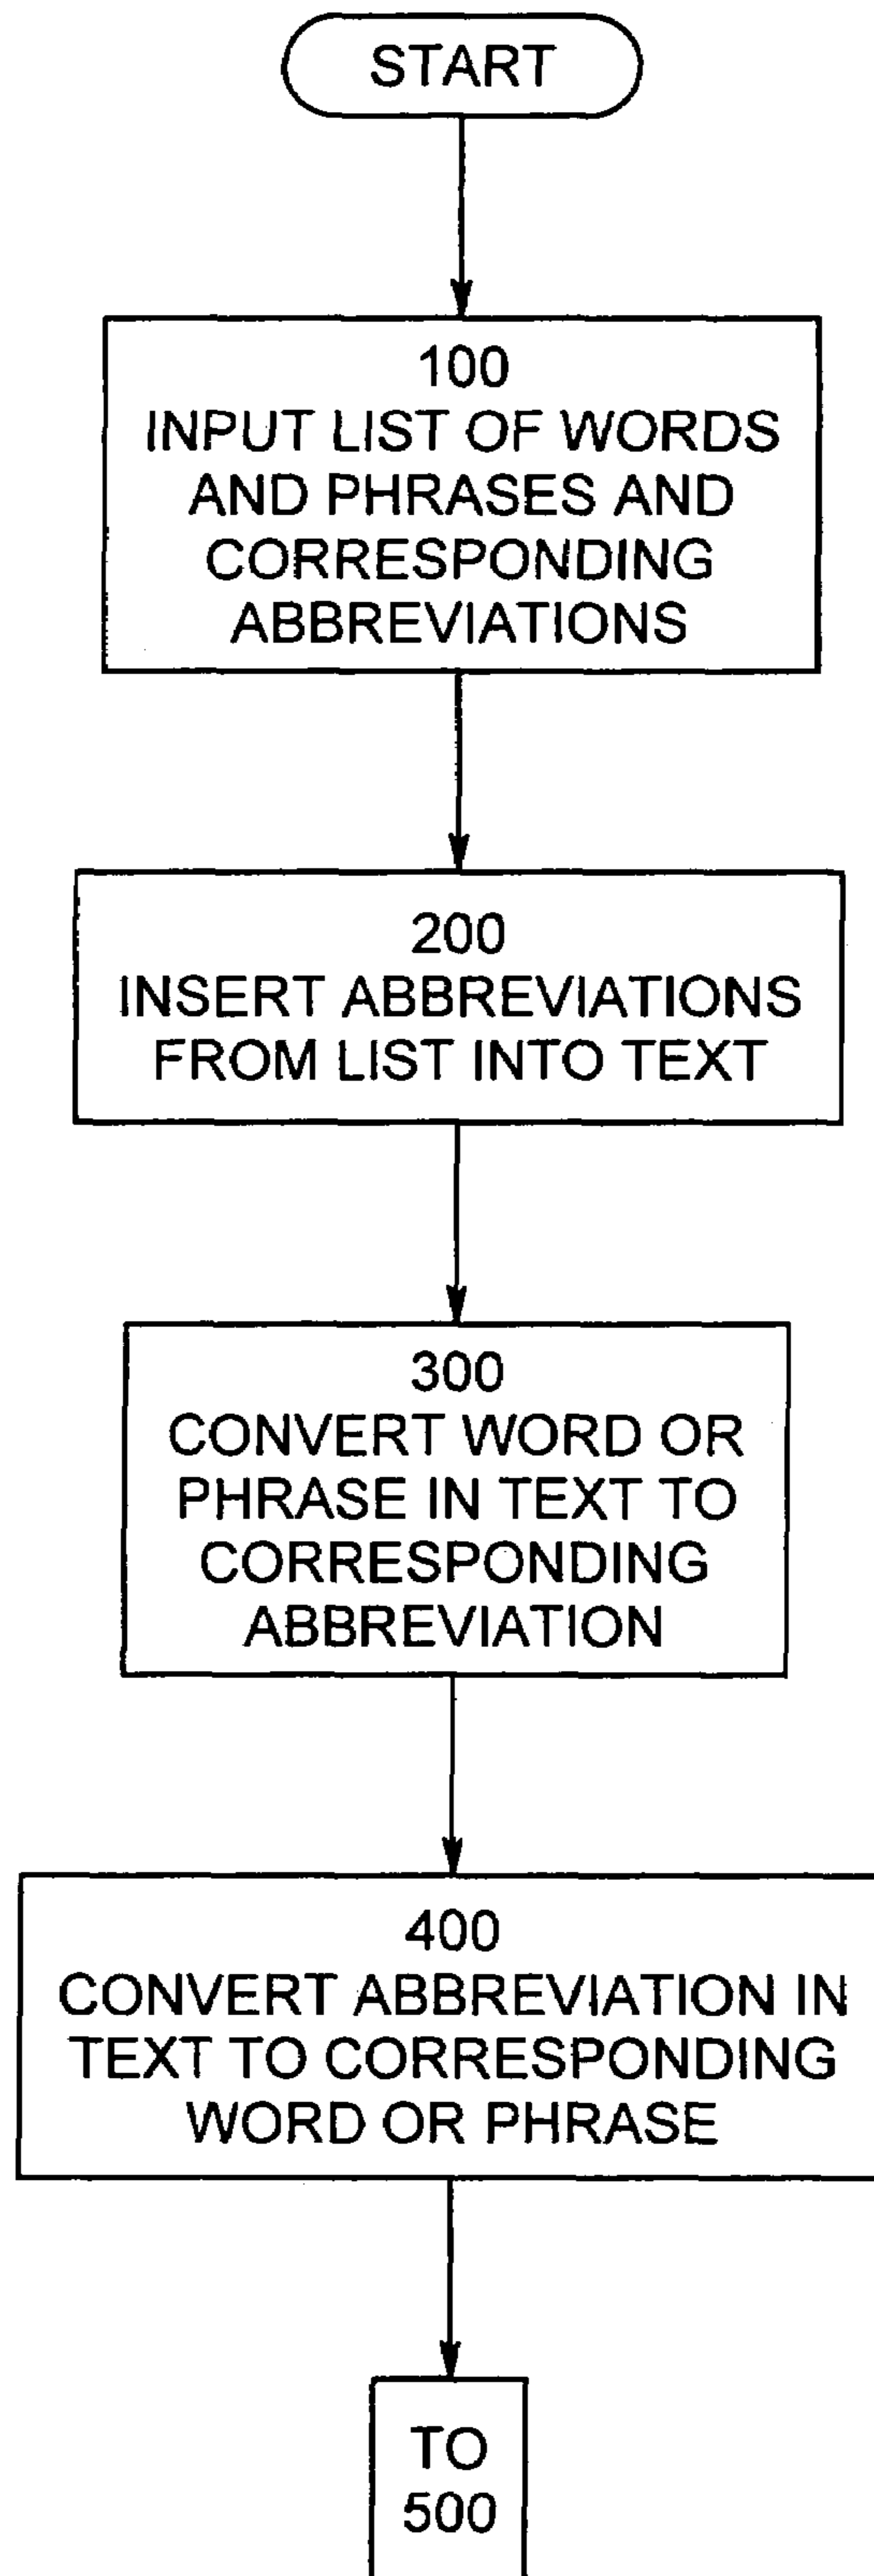 START
100
INPUT LIST OF WORDS
AND PHRASES AND
CORRESPONDING
ABBREVIATIONS
200
INSERT ABBREVIATIONS
FROM LIST INTO TEXT
300
CONVERT WORD OR
PHRASE IN TEXT TO
CORRESPONDING
ABBREVIATION
400
CONVERT ABBREVIATION IN
TEXT TO CORRESPONDING
WORD OR PHRASE
TO
500